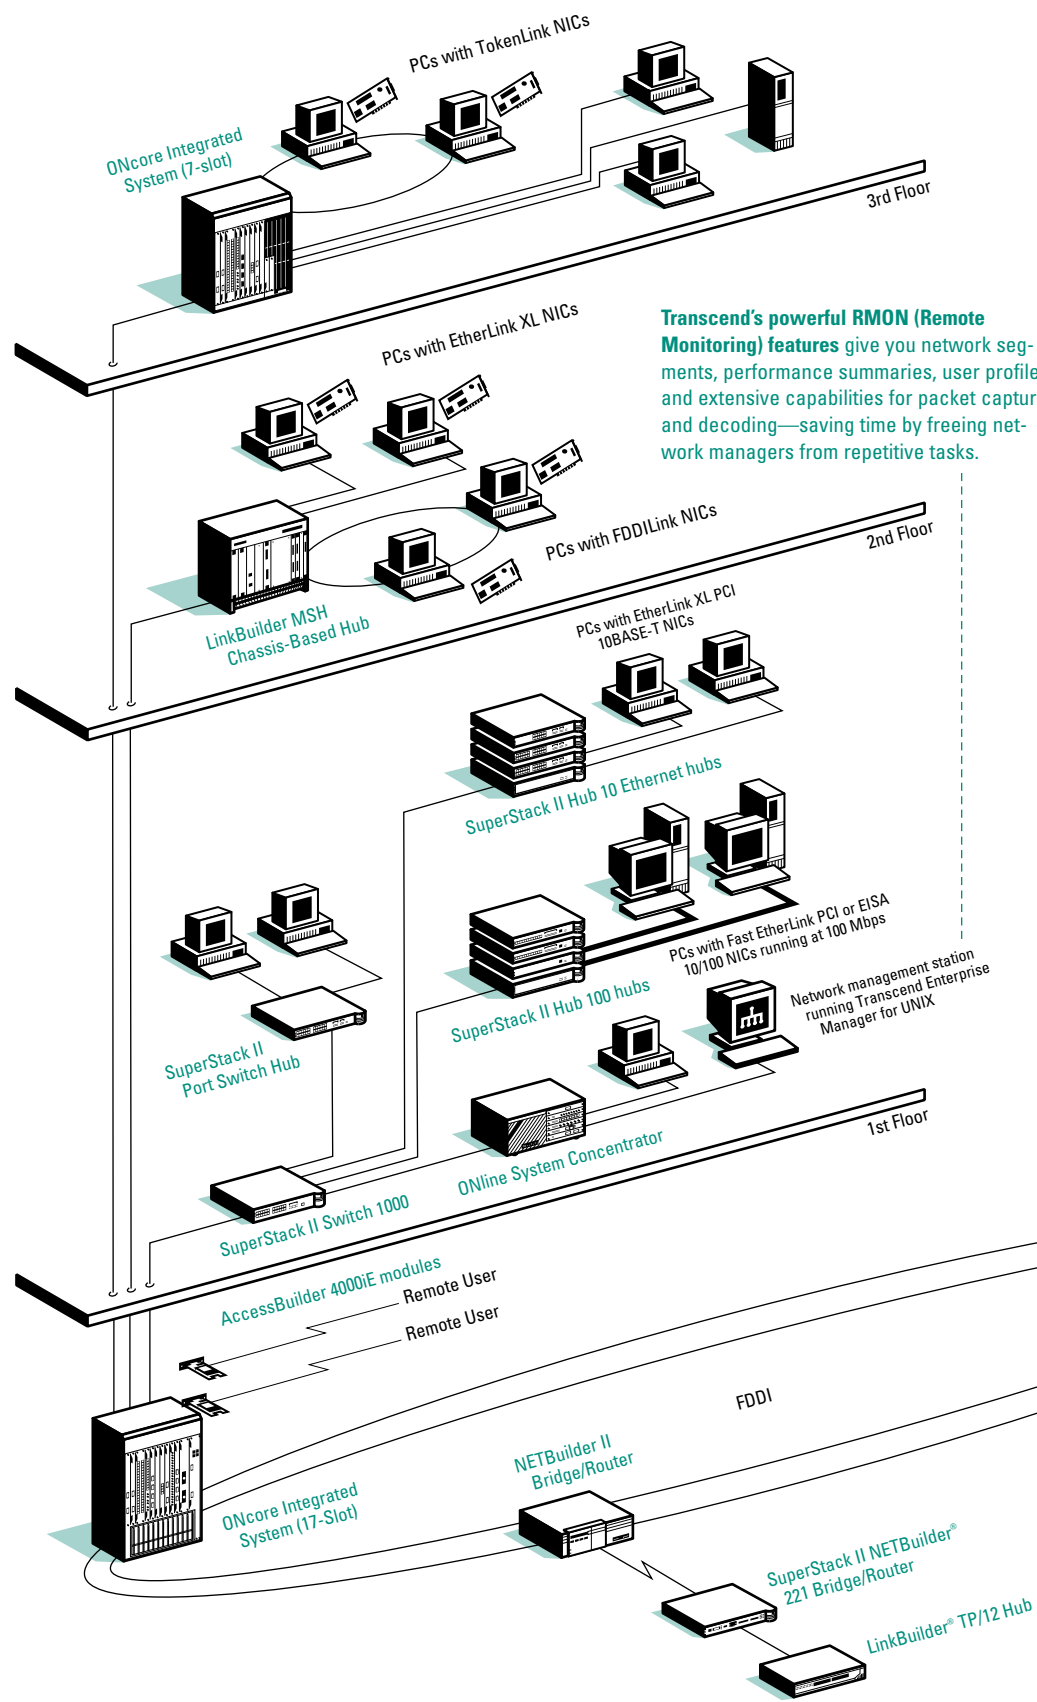 PCs with TokenLink NICs
ONcore Integrated
System (7-slot)
3rd Floor
PCs with EtherLink XL NICs
Transcend's powerful RMON (Remote
Monitoring) features give you network seg-
ments, performance summaries, user profile
and extensive capabilities for packet captur
and decoding—saving time by freeing net-
work managers from repetitive tasks.
PCs with FDDILink NICs
2nd Floor
LinkBuilder MSH
Chassis-Based Hub
PCs with EtherLink XL PCI
10BASE-T NICs
SuperStack II Hub 10 Ethernet hubs
PCs with Fast EtherLink PCI or EISA
10/100 NICs running at 100 Mbps
SuperStack II Hub 100 hubs
Network management station
running Transcend Enterprise
Manager for UNIX
SuperStack II
Port Switch Hub
1st Floor
ONline System Concentrator
SuperStack II Switch 1000
AccessBuilder 4000iE modules
Remote User
Remote User
FDDI
NETBuilder II
Bridge/Router
ONcore Integrated
System (17-Slot)
SuperStack II NETBuilder®
221 Bridge/Router
LinkBuilder® TP/12 Hub